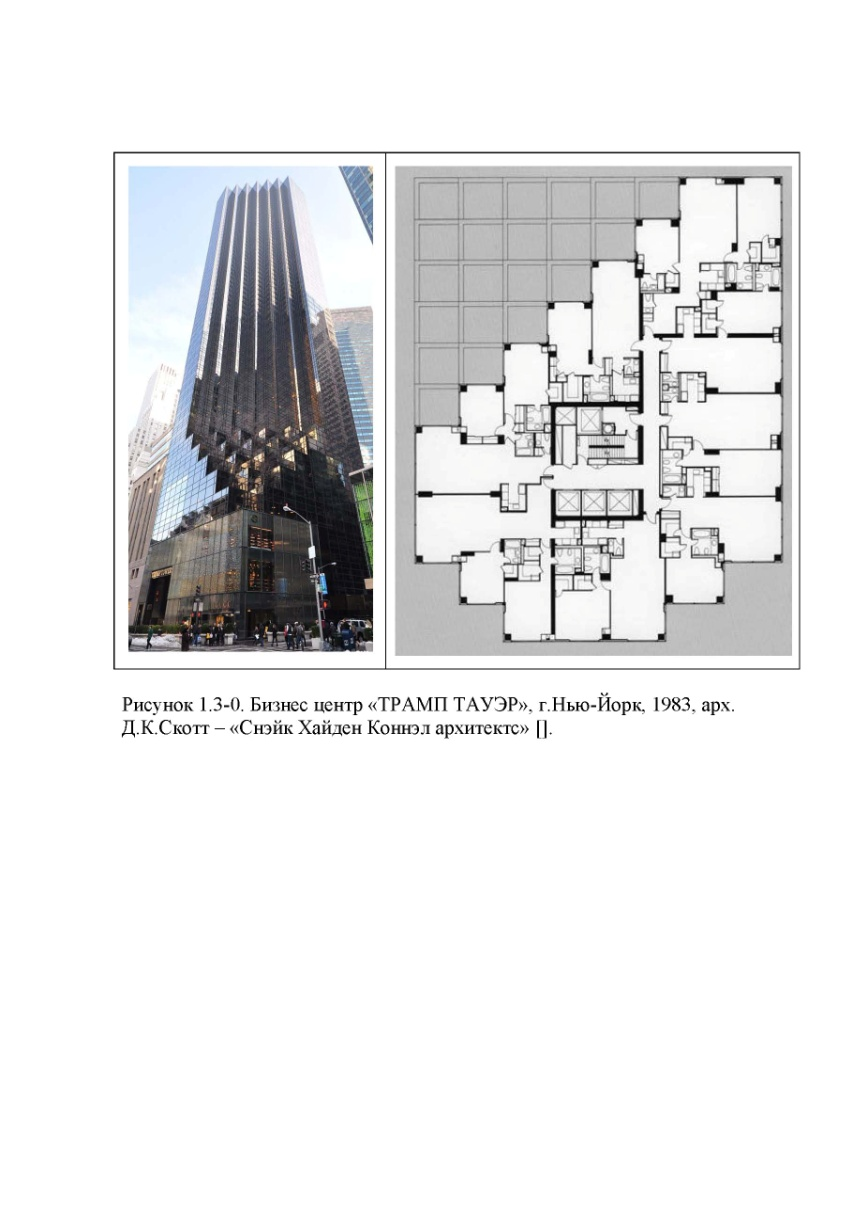 Рисунок 1.3-0. Бизнес центр «ТРАМП ТАУЭР», г.Нью-Йорк, 1983, арх.
Д.К.Скотт – «Снэйк Хайден Коннэл архитектс» [].